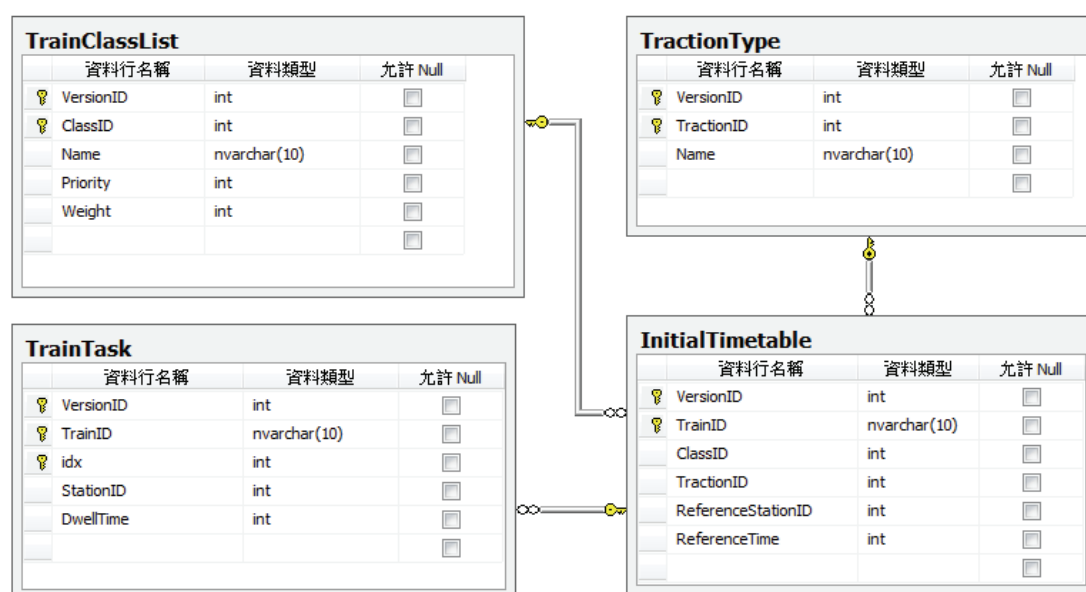 TrainClassList
資料行名稱 資料類型 允許 Null
VersionID int
ClassID int
Name nvarchar(10)
Priority int
Weight int
TractionType
資料行名稱 資料類型 允許 Null
VersionID int
TractionID int
Name nvarchar(10)
TrainTask
資料行名稱 資料類型 允許 Null
VersionID int
TrainID nvarchar(10)
idx int
StationID int
DwellTime int
InitialTimetable
資料行名稱 資料類型 允許 Null
VersionID int
TrainID nvarchar(10)
ClassID int
TractionID int
ReferenceStationID int
ReferenceTime int